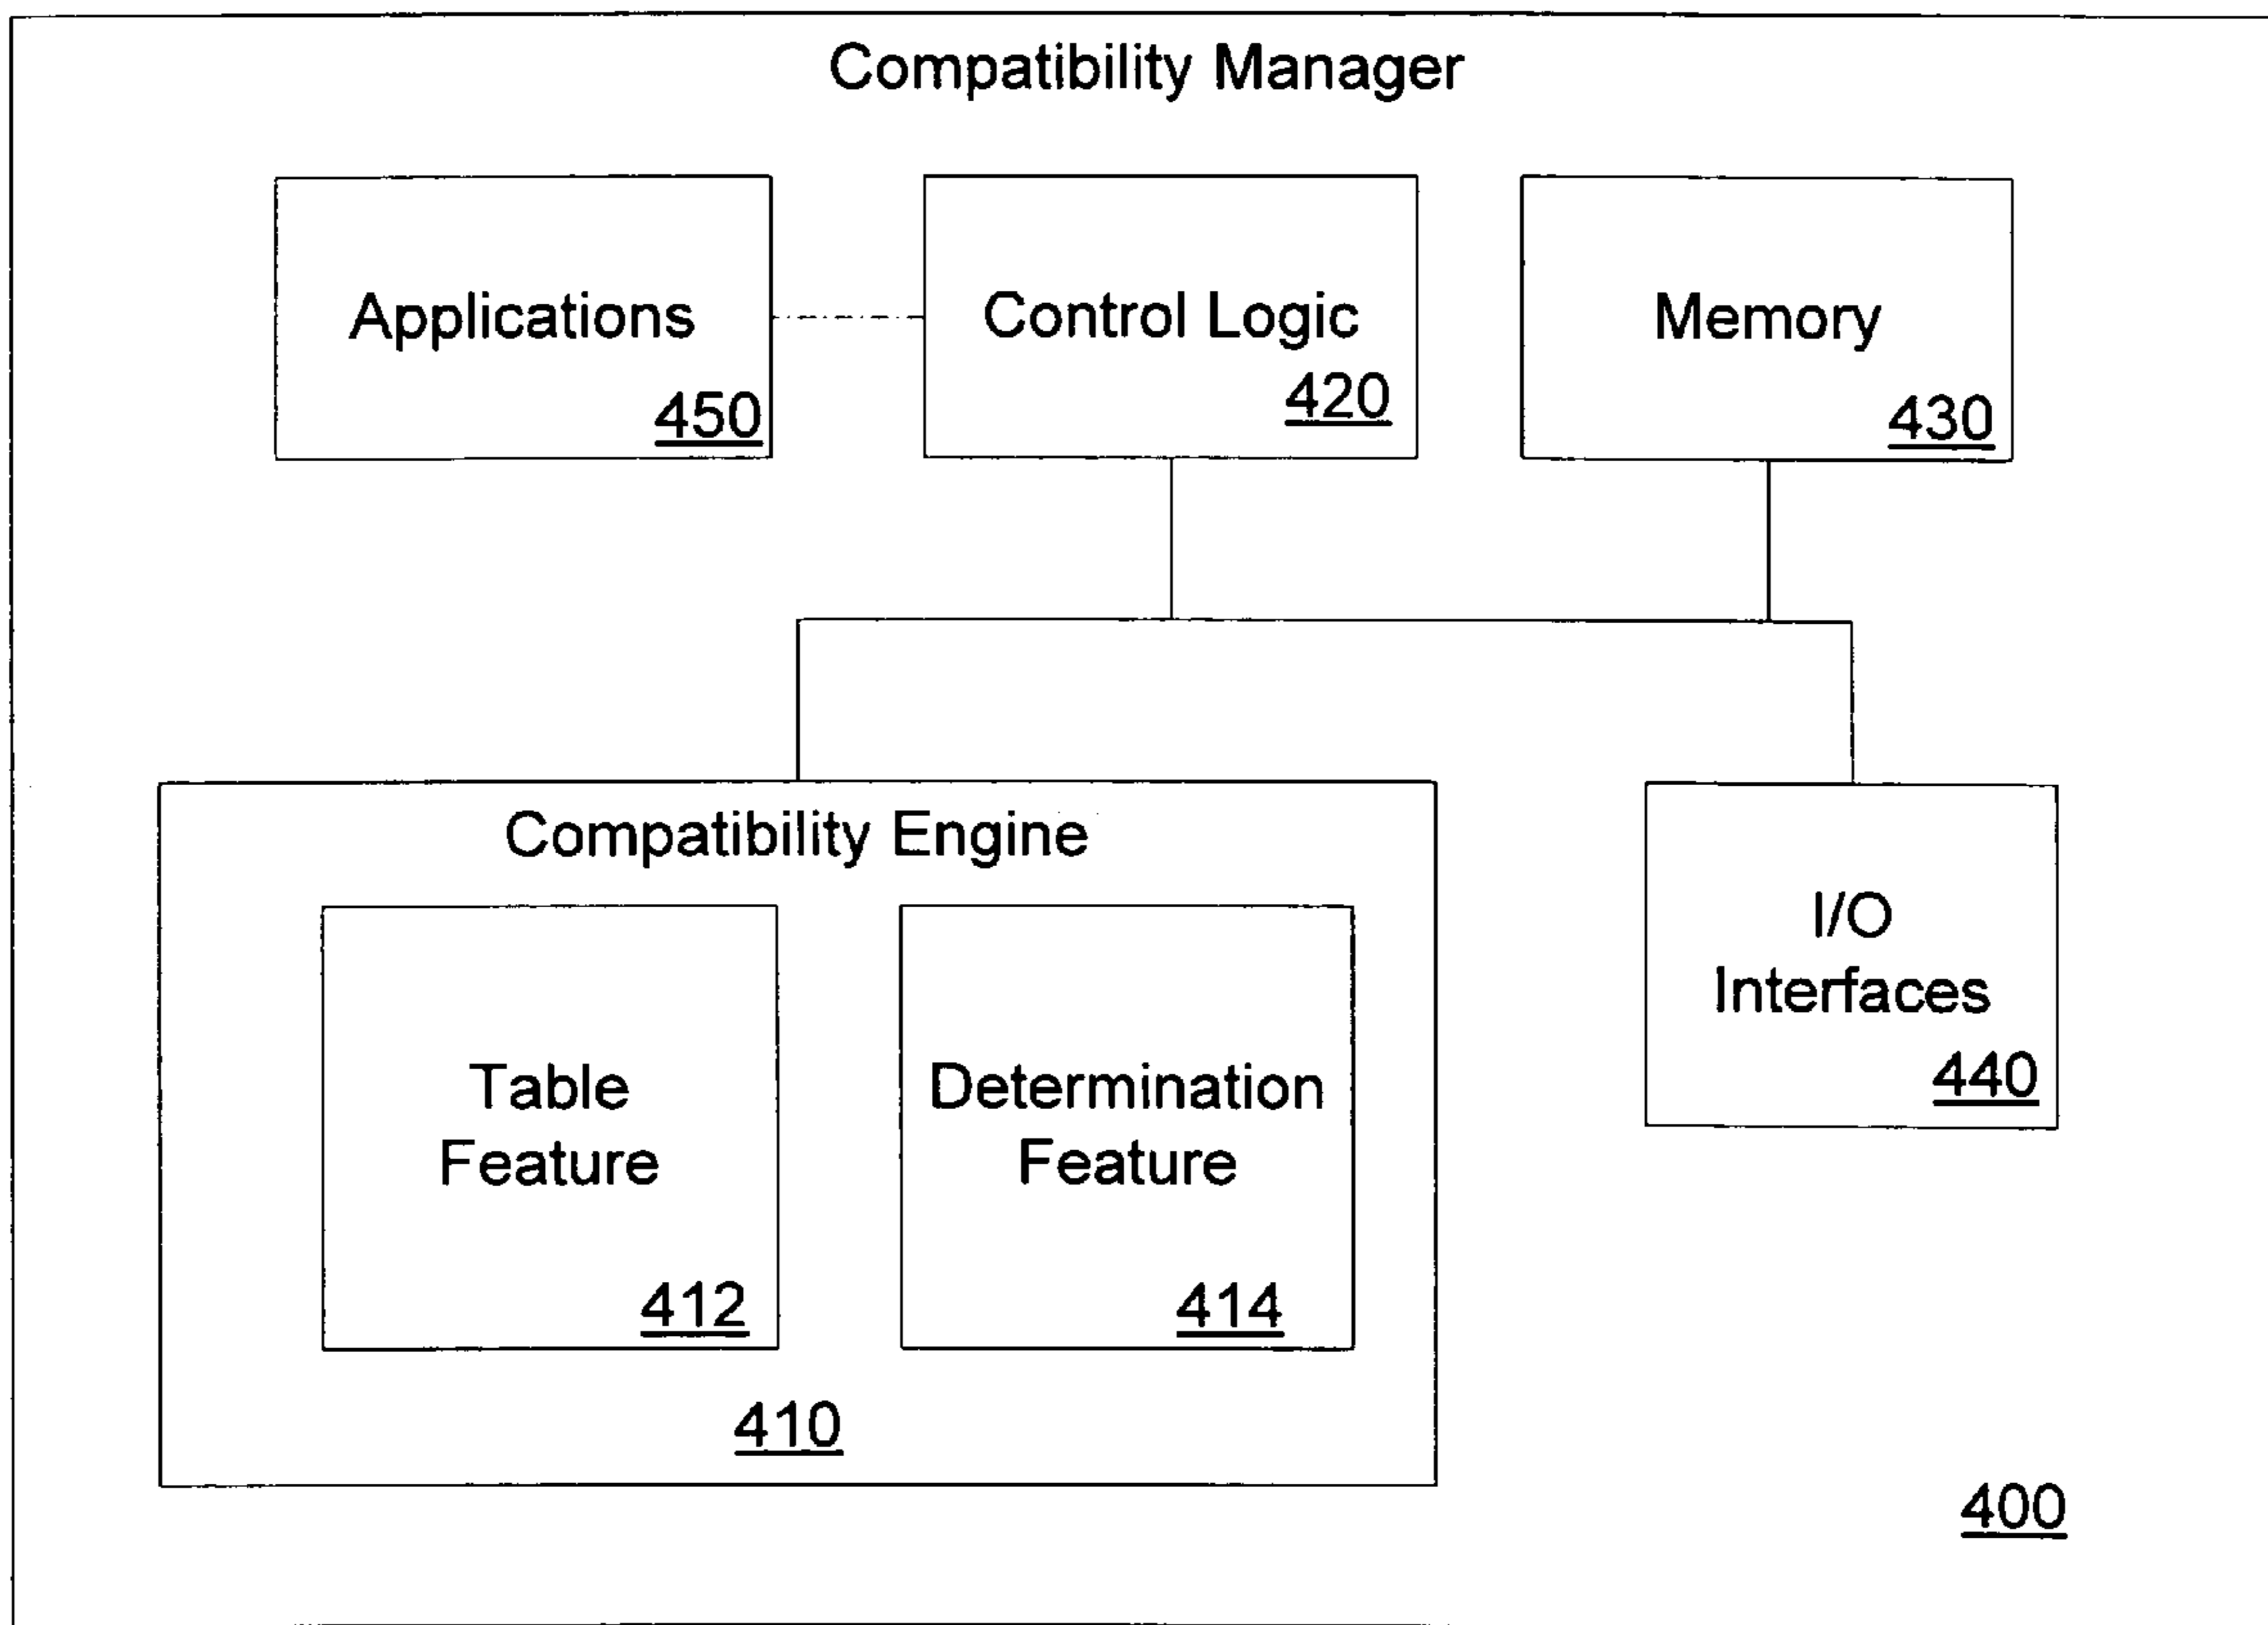 Compatibility Manager
Applications
450
Control Logic
420
Memory
430
Compatibility Engine
Table
Feature
412
Determination
Feature
414
410
I/O
Interfaces
440
400